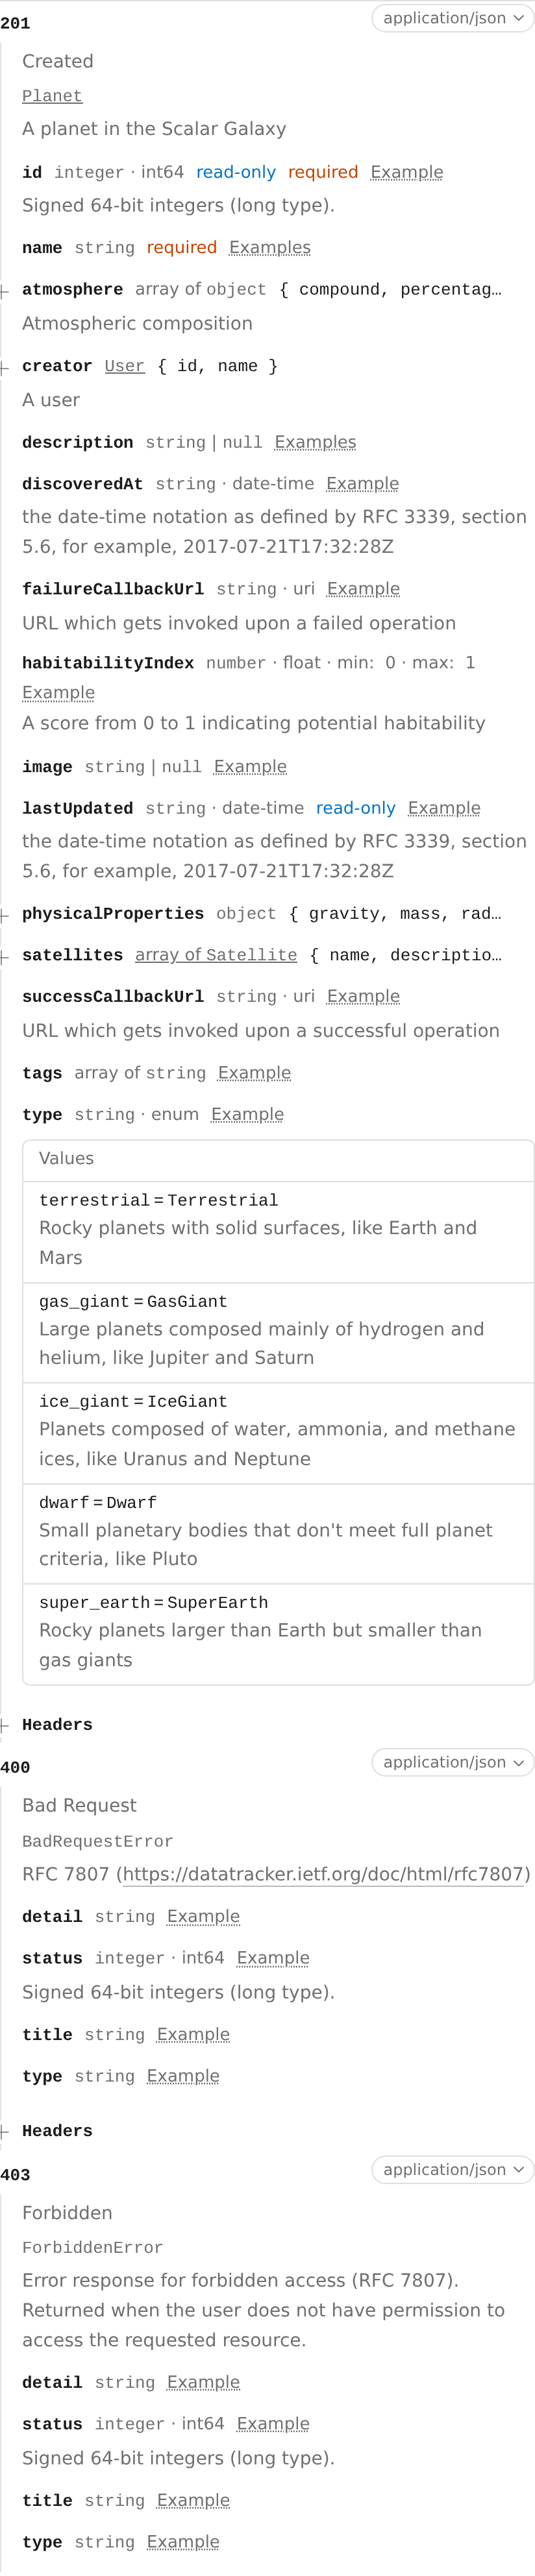 201 application/json
Created
Planet
A planet in the Scalar Galaxy
id integer · int64 read-only required Example
Signed 64-bit integers (long type).
name string required Examples
atmosphere array of object { compound, percentag…
Atmospheric composition
creator User { id, name }
A user
description string | null Examples
discoveredAt string · date-time Example
the date-time notation as defined by RFC 3339, section
5.6, for example, 2017-07-21T17:32:28Z
failureCallbackUrl string · uri Example
URL which gets invoked upon a failed operation
habitabilityIndex number · float · min: 0 · max: 1
Example
A score from 0 to 1 indicating potential habitability
image string | null Example
lastUpdated string · date-time read-only Example
the date-time notation as defined by RFC 3339, section
5.6, for example, 2017-07-21T17:32:28Z
physicalProperties object { gravity, mass, rad…
satellites array of Satellite { name, descriptio…
successCallbackUrl string · uri Example
URL which gets invoked upon a successful operation
tags array of string Example
type string · enum Example
Values
terrestrial = Terrestrial
Rocky planets with solid surfaces, like Earth and
Mars
gas_giant = GasGiant
Large planets composed mainly of hydrogen and
helium, like Jupiter and Saturn
ice_giant = IceGiant
Planets composed of water, ammonia, and methane
ices, like Uranus and Neptune
dwarf = Dwarf
Small planetary bodies that don't meet full planet
criteria, like Pluto
super_earth = SuperEarth
Rocky planets larger than Earth but smaller than
gas giants
Headers
400 application/json
Bad Request
BadRequestError
RFC 7807 (https://datatracker.ietf.org/doc/html/rfc7807)
detail string Example
status integer · int64 Example
Signed 64-bit integers (long type).
title string Example
type string Example
Headers
403 application/json
Forbidden
ForbiddenError
Error response for forbidden access (RFC 7807).
Returned when the user does not have permission to
access the requested resource.
detail string Example
status integer · int64 Example
Signed 64-bit integers (long type).
title string Example
type string Example